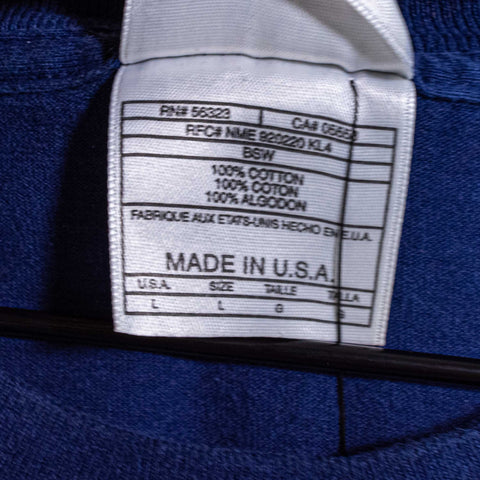 RN# 56323 CA# 05553
RFC# NME 920220 KL4
BSW
100% COTTON
100% COTON
100% ALGODON
FABRIQUE AUX ETATS-UNIS HECHO EN E.U.A.
MADE IN U.S.A.
U.S.A. SIZE TAILLE TALLA
L L G G